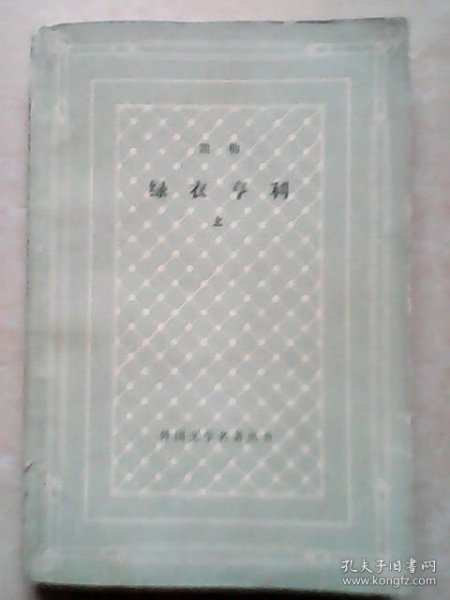 凯勒
绿衣亨利
上
外国文学名著丛书
孔夫子旧书网
www.kongfz.com